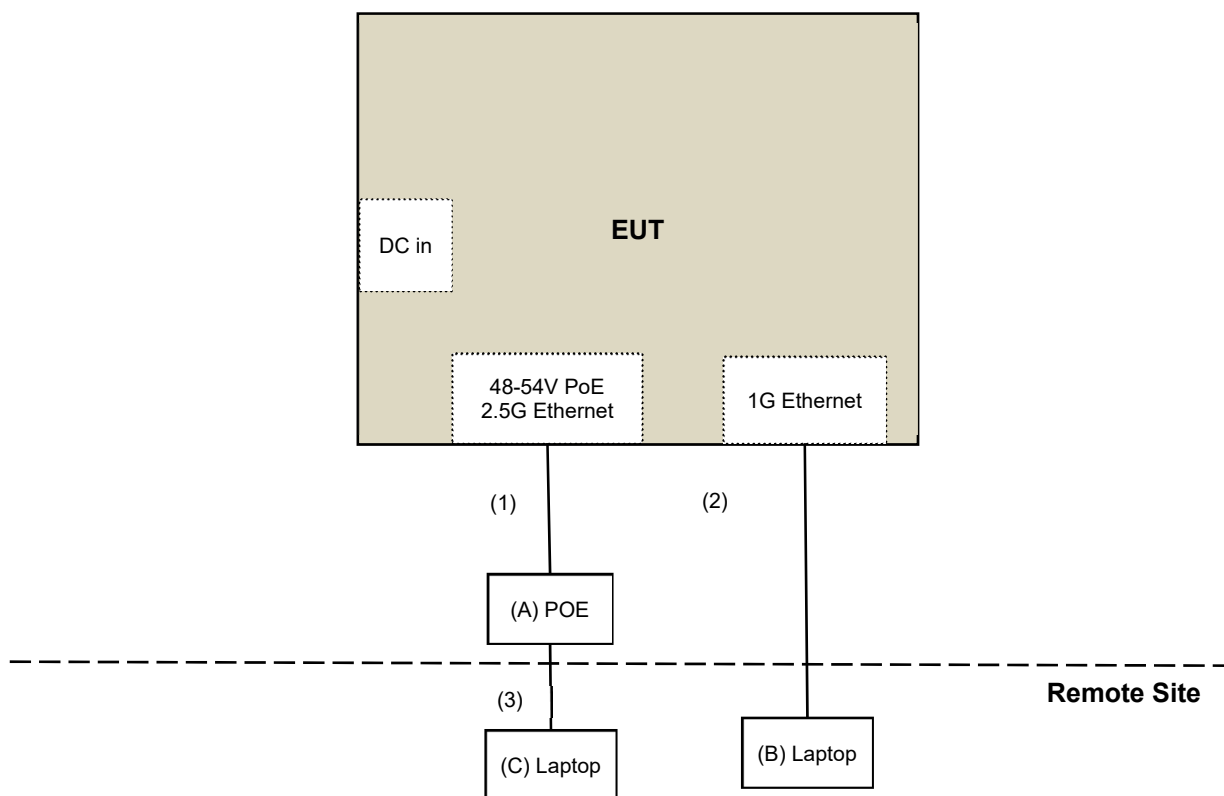 EUT
DC in
48-54V PoE
2.5G Ethernet
1G Ethernet
(1)
(2)
(A) POE
Remote Site
(3)
(B) Laptop
(C) Laptop